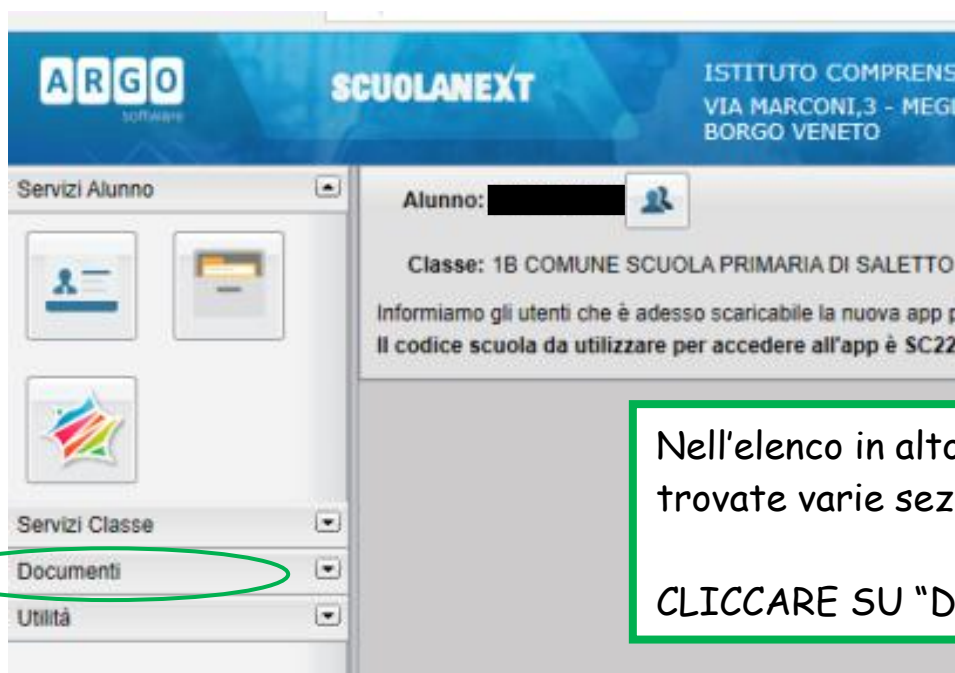 ARGO
software
SCUOLANEXT
ISTITUTO COMPRENS
VIA MARCONI,3 - MEGI
BORGO VENETO
Servizi Alunno
Alunno:
Classe: 1B COMUNE SCUOLA PRIMARIA DI SALETTO
Informiamo gli utenti che è adesso scaricabile la nuova app p
Il codice scuola da utilizzare per accedere all'app è SC22
Nell'elenco in alto
trovate varie sez
CLICCARE SU "D
Servizi Classe
Documenti
Utilità